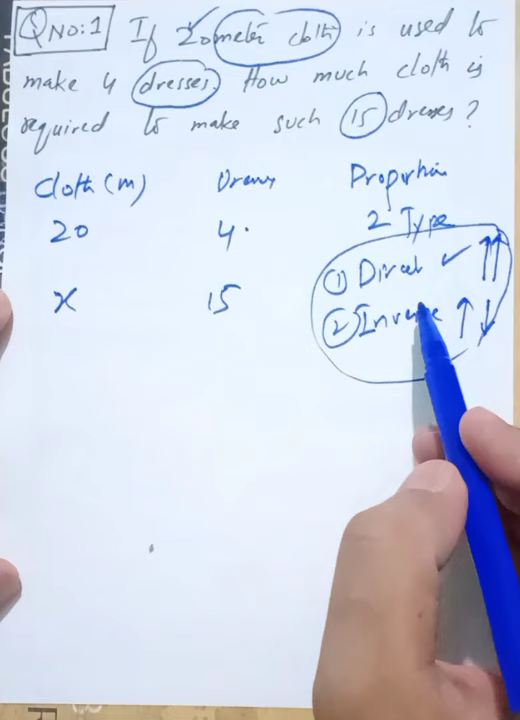 Q No:1 If 20 meter cloth is used to
make 4 dresses. How much cloth is
required to make such 15 dresses?
Cloth (m) Dress Proportion
20 4. 2 Type
① Direct ✓ ↑↑
x 15 ② Inverse ↑↓